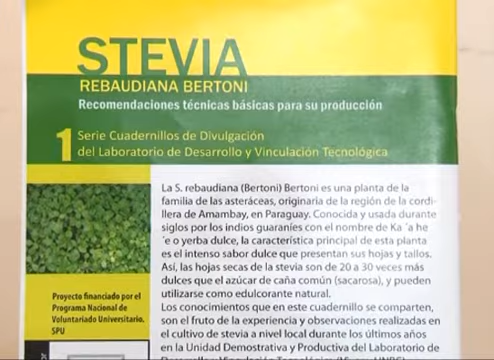 STEVIA
REBAUDIANA BERTONI
Recomendaciones técnicas básicas para su producción
1 Serie Cuadernillos de Divulgación
del Laboratorio de Desarrollo y Vinculación Tecnológica
La S. rebaudiana (Bertoni) Bertoni es una planta de la
familia de las asteráceas, originaria de la región de la cordi-
llera de Amambay, en Paraguay. Conocida y usada durante
siglos por los indios guaraníes con el nombre de Ka ´a he
´e o yerba dulce, la característica principal de esta planta
es el intenso sabor dulce que presentan sus hojas y tallos.
Así, las hojas secas de la stevia son de 20 a 30 veces más
dulces que el azúcar de caña común (sacarosa), y pueden
utilizarse como edulcorante natural.
Los conocimientos que en este cuadernillo se comparten,
son el fruto de la experiencia y observaciones realizadas en
el cultivo de stevia a nivel local durante los últimos años
en la Unidad Demostrativa y Productiva del Laboratorio de
Proyecto financiado por el
Programa Nacional de
Voluntariado Universitario.
SPU